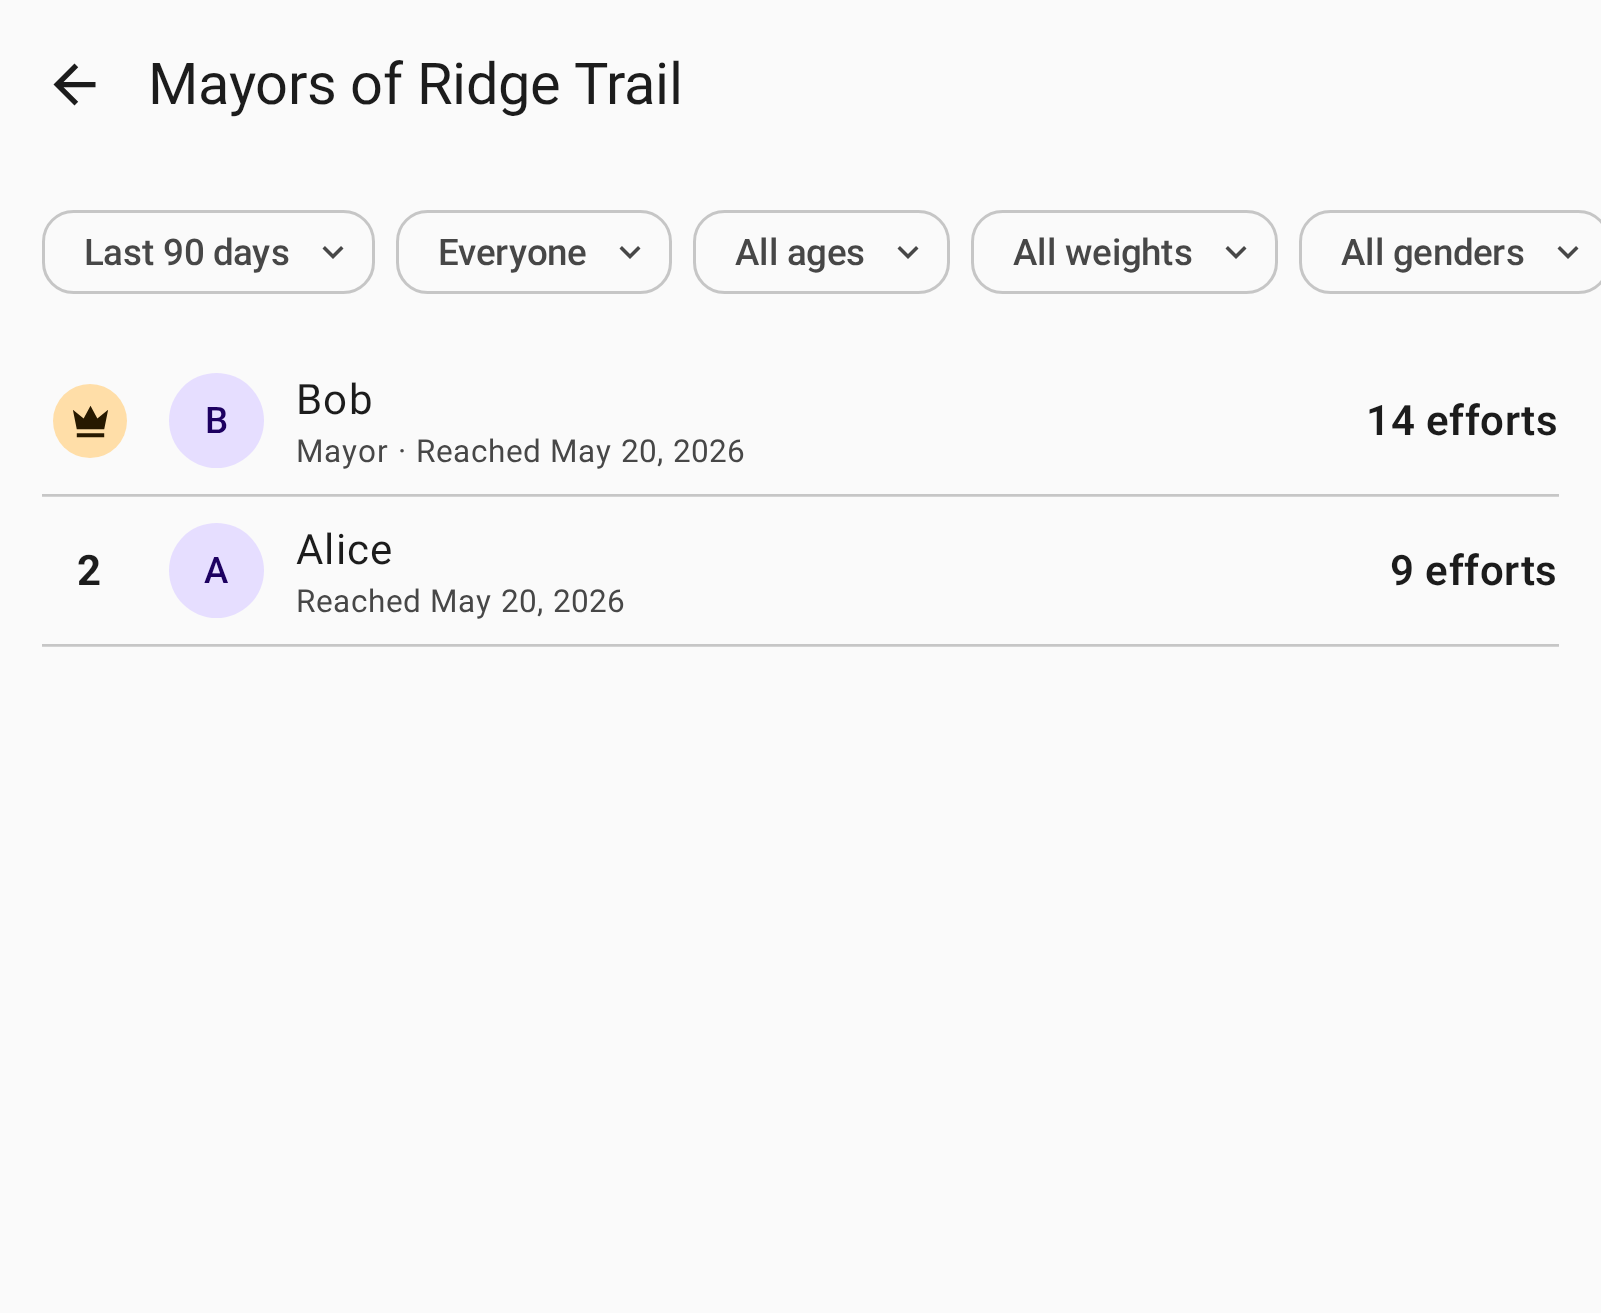 Mayors of Ridge Trail
Last 90 days Everyone All ages All weights All genders
B Bob 14 efforts
Mayor · Reached May 20, 2026
2 A Alice 9 efforts
Reached May 20, 2026